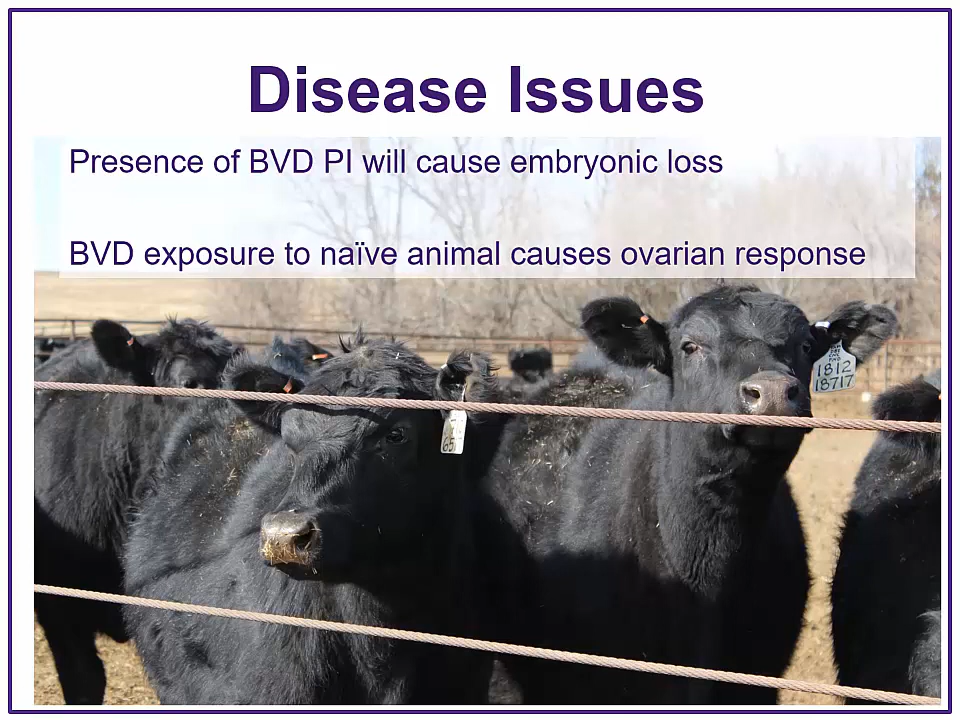 Disease Issues
Presence of BVD PI will cause embryonic loss
BVD exposure to naïve animal causes ovarian response
1812
18717